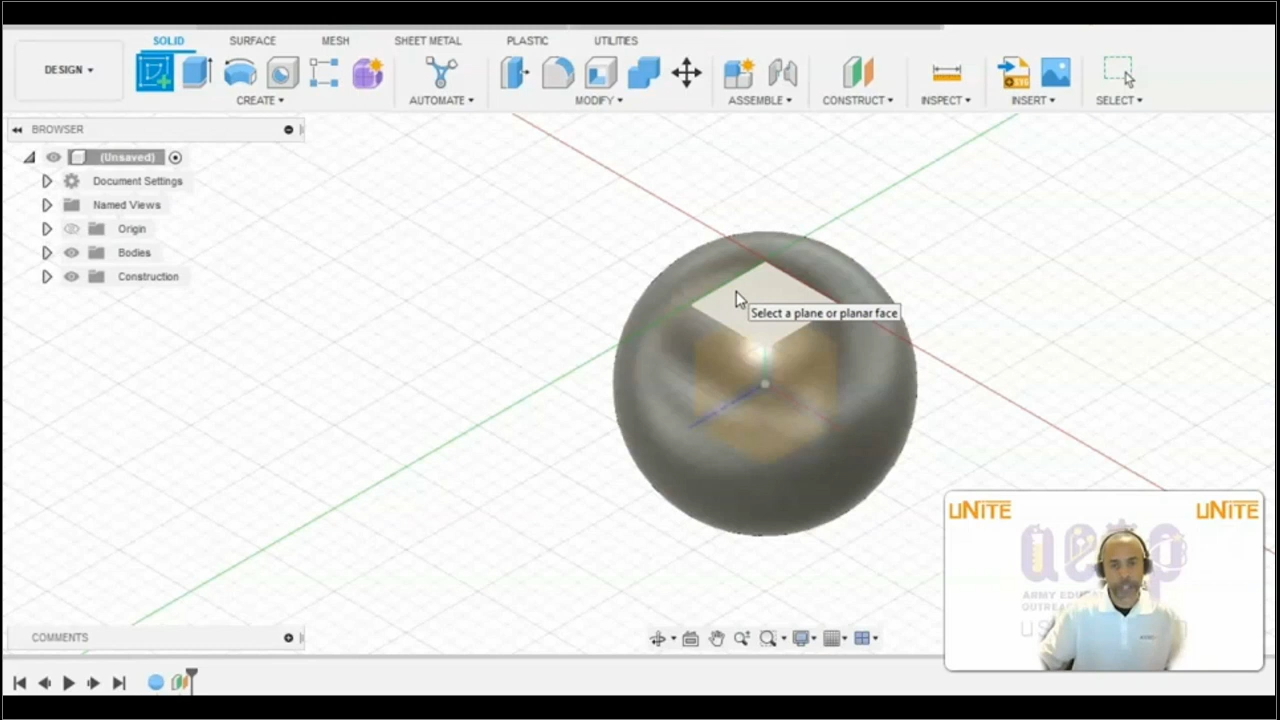 SOLID SURFACE MESH SHEET METAL PLASTIC UTILITIES
DESIGN
CREATE AUTOMATE MODIFY ASSEMBLE CONSTRUCT INSPECT INSERT SELECT
BROWSER
(Unsaved)
Document Settings
Named Views
Origin
Bodies
Construction
Select a plane or planar face
UNITE UNITE
ARMY
COMMENTS